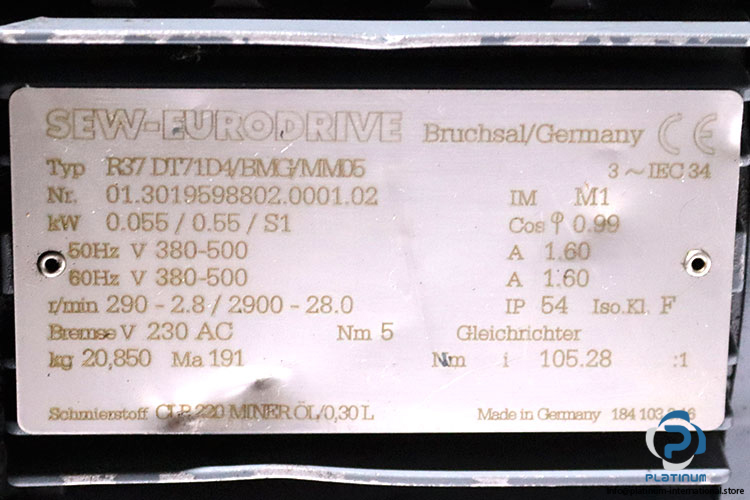 SEW-EURODRIVE Bruchsal/Germany CE
Typ R37 DT71D4/BMG/MM05 3 ~ IEC 34
Nr. 01.3019598802.0001.02 IM M1
kW 0.055 / 0.55 / S1 Cos φ 0.99
50Hz V 380-500 A 1.60
60Hz V 380-500 A 1.60
r/min 290 - 2.8 / 2900 - 28.0 IP 54 Iso.Kl. F
Bremse V 230 AC Nm 5 Gleichrichter
kg 20,850 Ma 191 Nm i 105.28 :1
Schmierstoff CLP 220 MINER.ÖL/0,30 L Made in Germany 184 103
PLATINUM